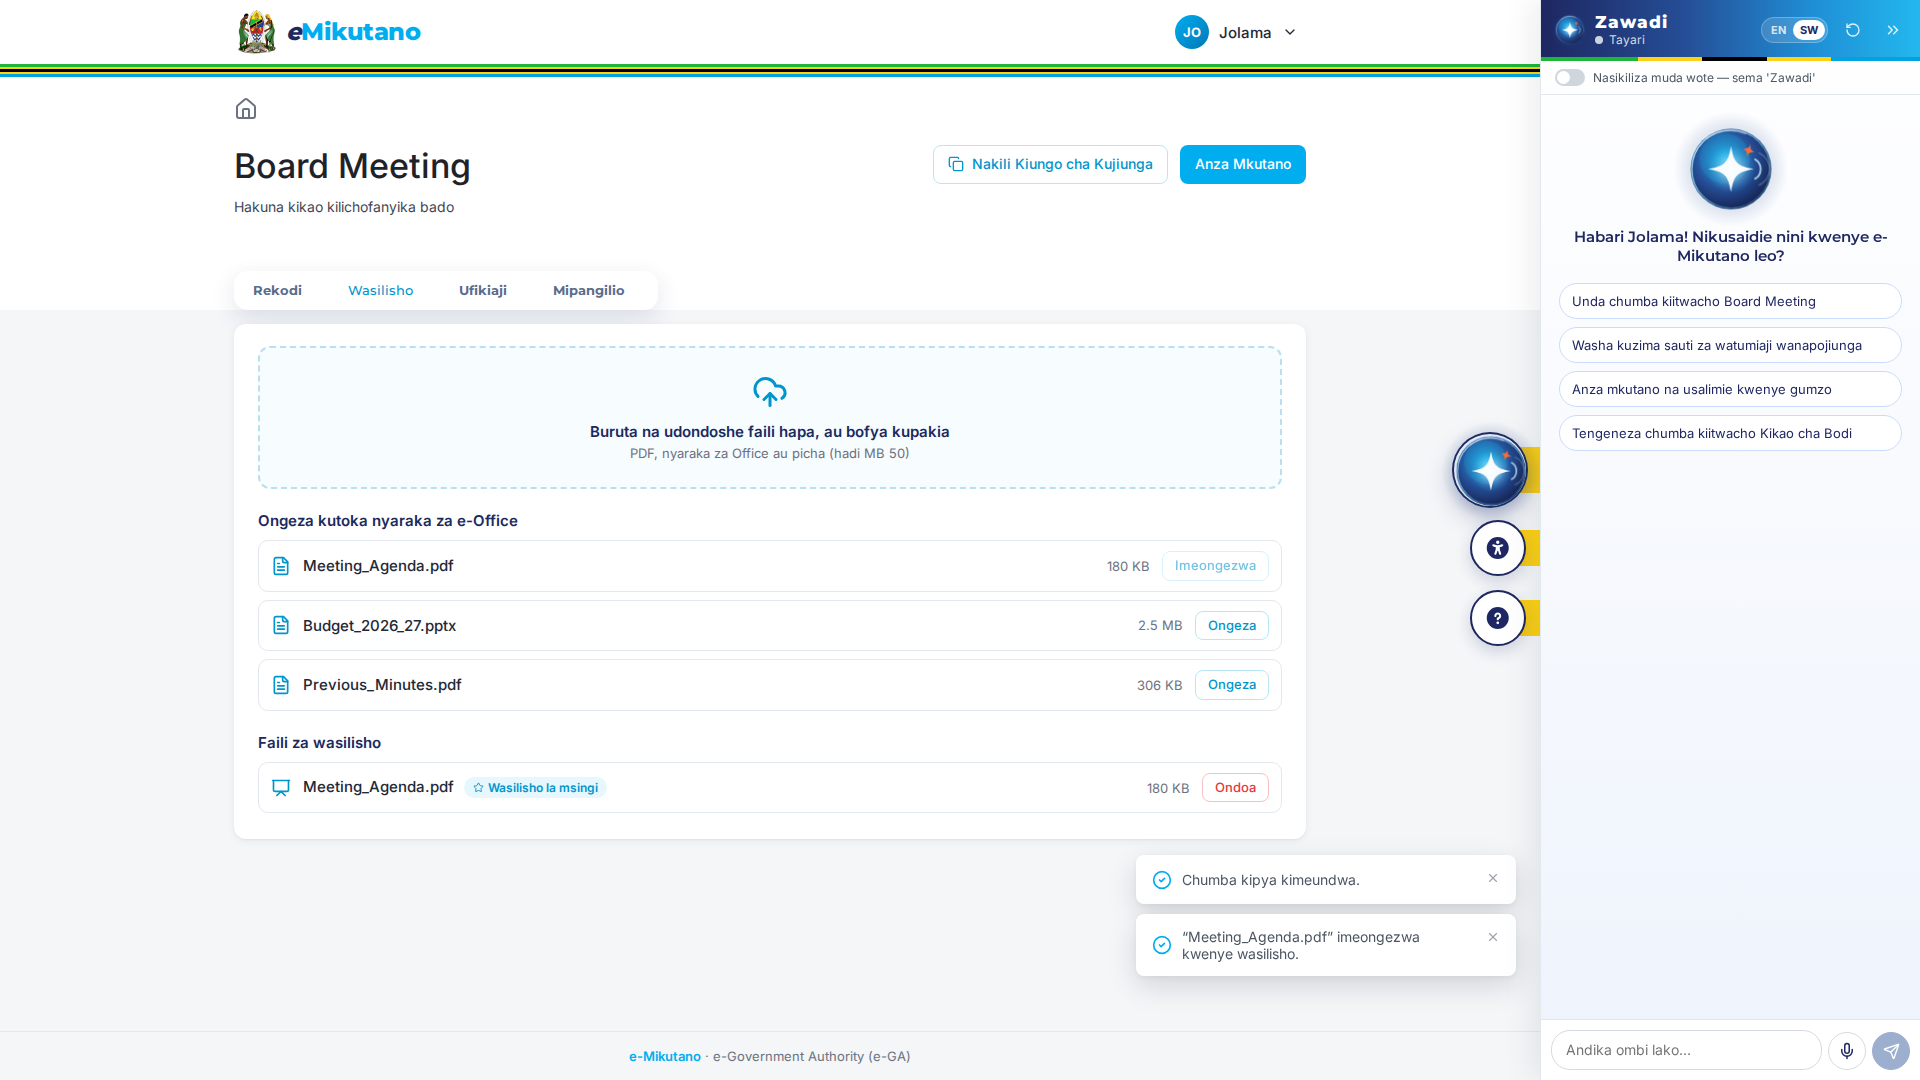 eMikutano
JO Jolama
Board Meeting
Hakuna kikao kilichofanyika bado
Nakili Kiungo cha Kujiunga
Anza Mkutano
Rekodi Wasilisho Ufikiaji Mipangilio
Buruta na udondoshe faili hapa, au bofya kupakia
PDF, nyaraka za Office au picha (hadi MB 50)
Ongeza kutoka nyaraka za e-Office
Meeting_Agenda.pdf 180 KB Imeongezwa
Budget_2026_27.pptx 2.5 MB Ongeza
Previous_Minutes.pdf 306 KB Ongeza
Faili za wasilisho
Meeting_Agenda.pdf Wasilisho la msingi 180 KB Ondoa
Chumba kipya kimeundwa.
“Meeting_Agenda.pdf” imeongezwa
kwenye wasilisho.
e-Mikutano · e-Government Authority (e-GA)
Zawadi
Tayari
EN SW
Nasikiliza muda wote — sema 'Zawadi'
Habari Jolama! Nikusaidie nini kwenye e-
Mikutano leo?
Unda chumba kiitwacho Board Meeting
Washa kuzima sauti za watumiaji wanapojiunga
Anza mkutano na usalimie kwenye gumzo
Tengeneza chumba kiitwacho Kikao cha Bodi
Andika ombi lako...